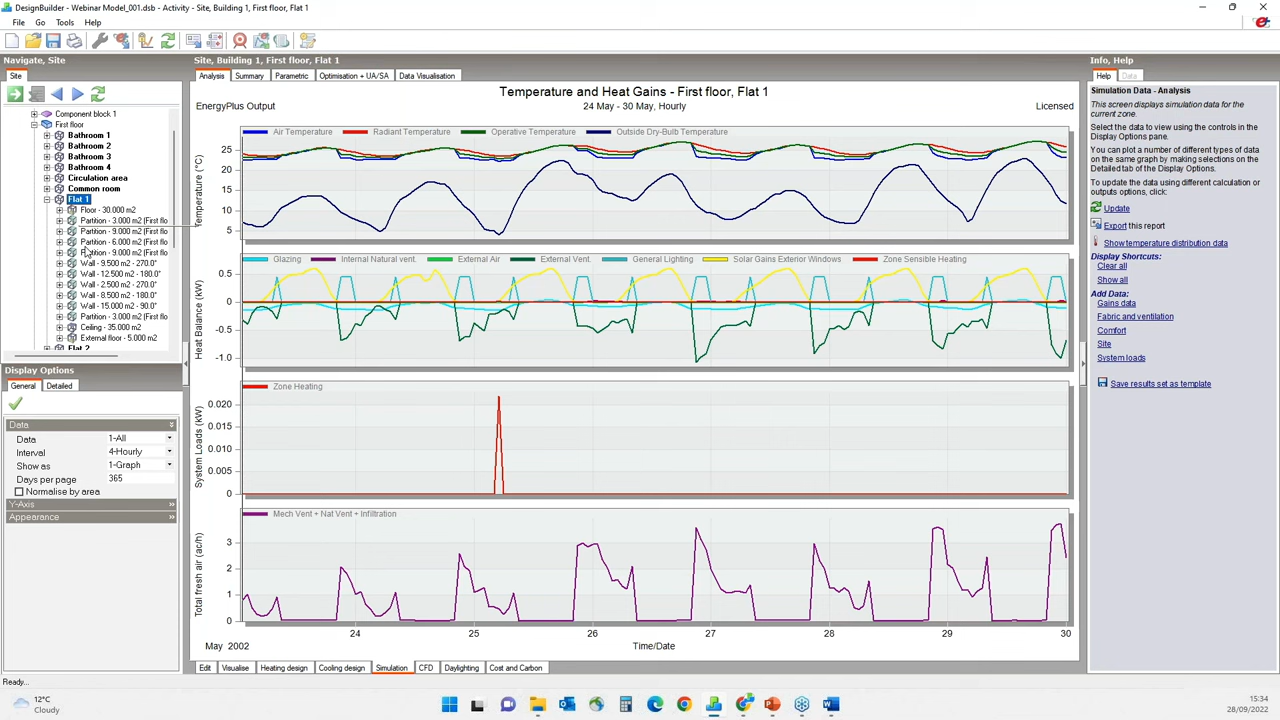 DesignBuilder - Webinar Model_001.dsb - Activity - Site, Building 1, First floor, Flat 1
File Go Tools Help
Navigate, Site
Site, Building 1, First floor, Flat 1
Info, Help
Site
Analysis Summary Parametric Optimisation + UA/SA Data Visualisation
Help Data
Component block 1
First floor
Bathroom 1
Bathroom 2
Bathroom 3
Bathroom 4
Circulation area
Common room
Flat 1
Floor - 30.000 m2
Partition - 3.000 m2 (First flo
Partition - 9.000 m2 (First flo
Partition - 6.000 m2 (First flo
Partition - 9.000 m2 (First flo
Wall - 9.500 m2 - 270.0°
Wall - 12.500 m2 - 180.0°
Wall - 2.500 m2 - 270.0°
Wall - 8.500 m2 - 180.0°
Wall - 15.000 m2 - 90.0°
Partition - 3.000 m2 (First flo
Ceiling - 35.000 m2
External floor - 5.000 m2
Flat 2
Display Options
General Detailed
Data
Data 1-All
Interval 4-Hourly
Show as 1-Graph
Days per page 365
Normalise by area
Y-Axis
Appearance
Temperature and Heat Gains - First floor, Flat 1
EnergyPlus Output
24 May - 30 May, Hourly
Licensed
Air Temperature Radiant Temperature Operative Temperature Outside Dry-Bulb Temperature
Temperature (°C)
25
20
15
10
5
Glazing Internal Natural vent. External Air External Vent. General Lighting Solar Gains Exterior Windows Zone Sensible Heating
Heat Balance (kW)
0.5
0
-0.5
-1.0
Zone Heating
System Loads (kW)
0.020
0.015
0.010
0.005
0
Mech Vent + Nat Vent + Infiltration
Total fresh air (ac/h)
3
2
1
0
24 25 26 27 28 29 30
May 2002
Time/Date
Edit Visualise Heating design Cooling design Simulation CFD Daylighting Cost and Carbon
Simulation Data - Analysis
This screen displays simulation data for the
current zone.
Select the data to view using the controls in the
Display Options pane.
You can plot a number of different types of data
on the same graph by making selections on the
Detailed tab of the Display Options.
To update the data using different calculation or
outputs options, click:
Update
Export this report
Show temperature distribution data
Display Shortcuts:
Clear all
Show all
Add Data:
Gains data
Fabric and ventilation
Comfort
Site
System loads
Save results set as template
Ready...
12°C
Cloudy
15:34
28/09/2022